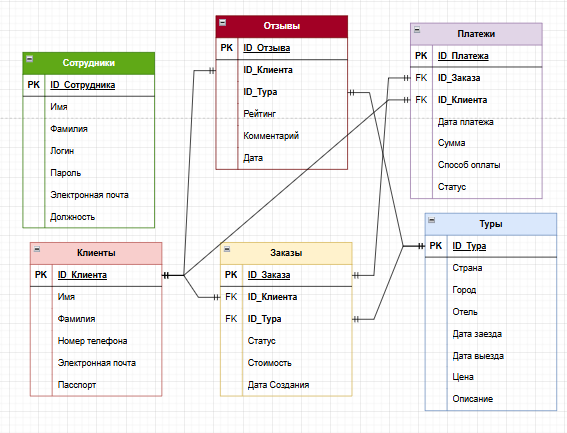 Отзывы
PK ID_Отзыва
ID_Клиента
ID_Тура
Рейтинг
Комментарий
Дата
Платежи
PK ID_Платежа
FK ID_Заказа
FK ID_Клиента
Дата платежа
Сумма
Способ оплаты
Статус
Сотрудники
PK ID_Сотрудника
Имя
Фамилия
Логин
Пароль
Электронная почта
Должность
Клиенты
PK ID_Клиента
Имя
Фамилия
Номер телефона
Электронная почта
Пасспорт
Заказы
PK ID_Заказа
FK ID_Клиента
FK ID_Тура
Статус
Стоимость
Дата Создания
Туры
PK ID_Тура
Страна
Город
Отель
Дата заезда
Дата выезда
Цена
Описание